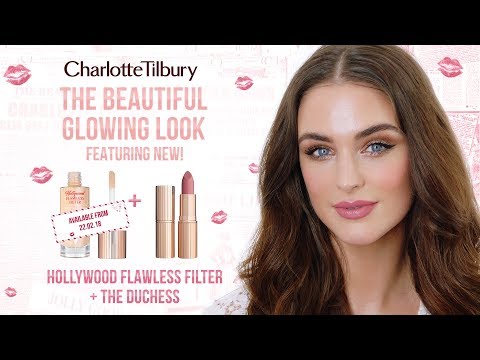 CharlotteTilbury
THE BEAUTIFUL
GLOWING LOOK
FEATURING NEW!
+
AVAILABLE FROM
22.02.18
HOLLYWOOD FLAWLESS FILTER
+ THE DUCHESS